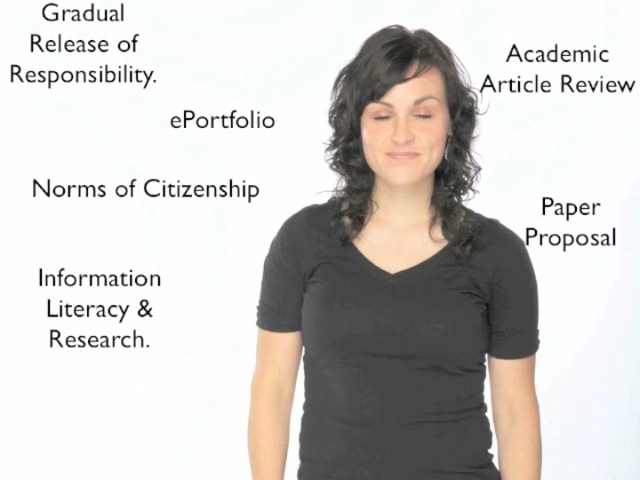 Gradual
Release of
Responsibility.
Academic
Article Review
ePortfolio
Norms of Citizenship
Paper
Proposal
Information
Literacy &
Research.